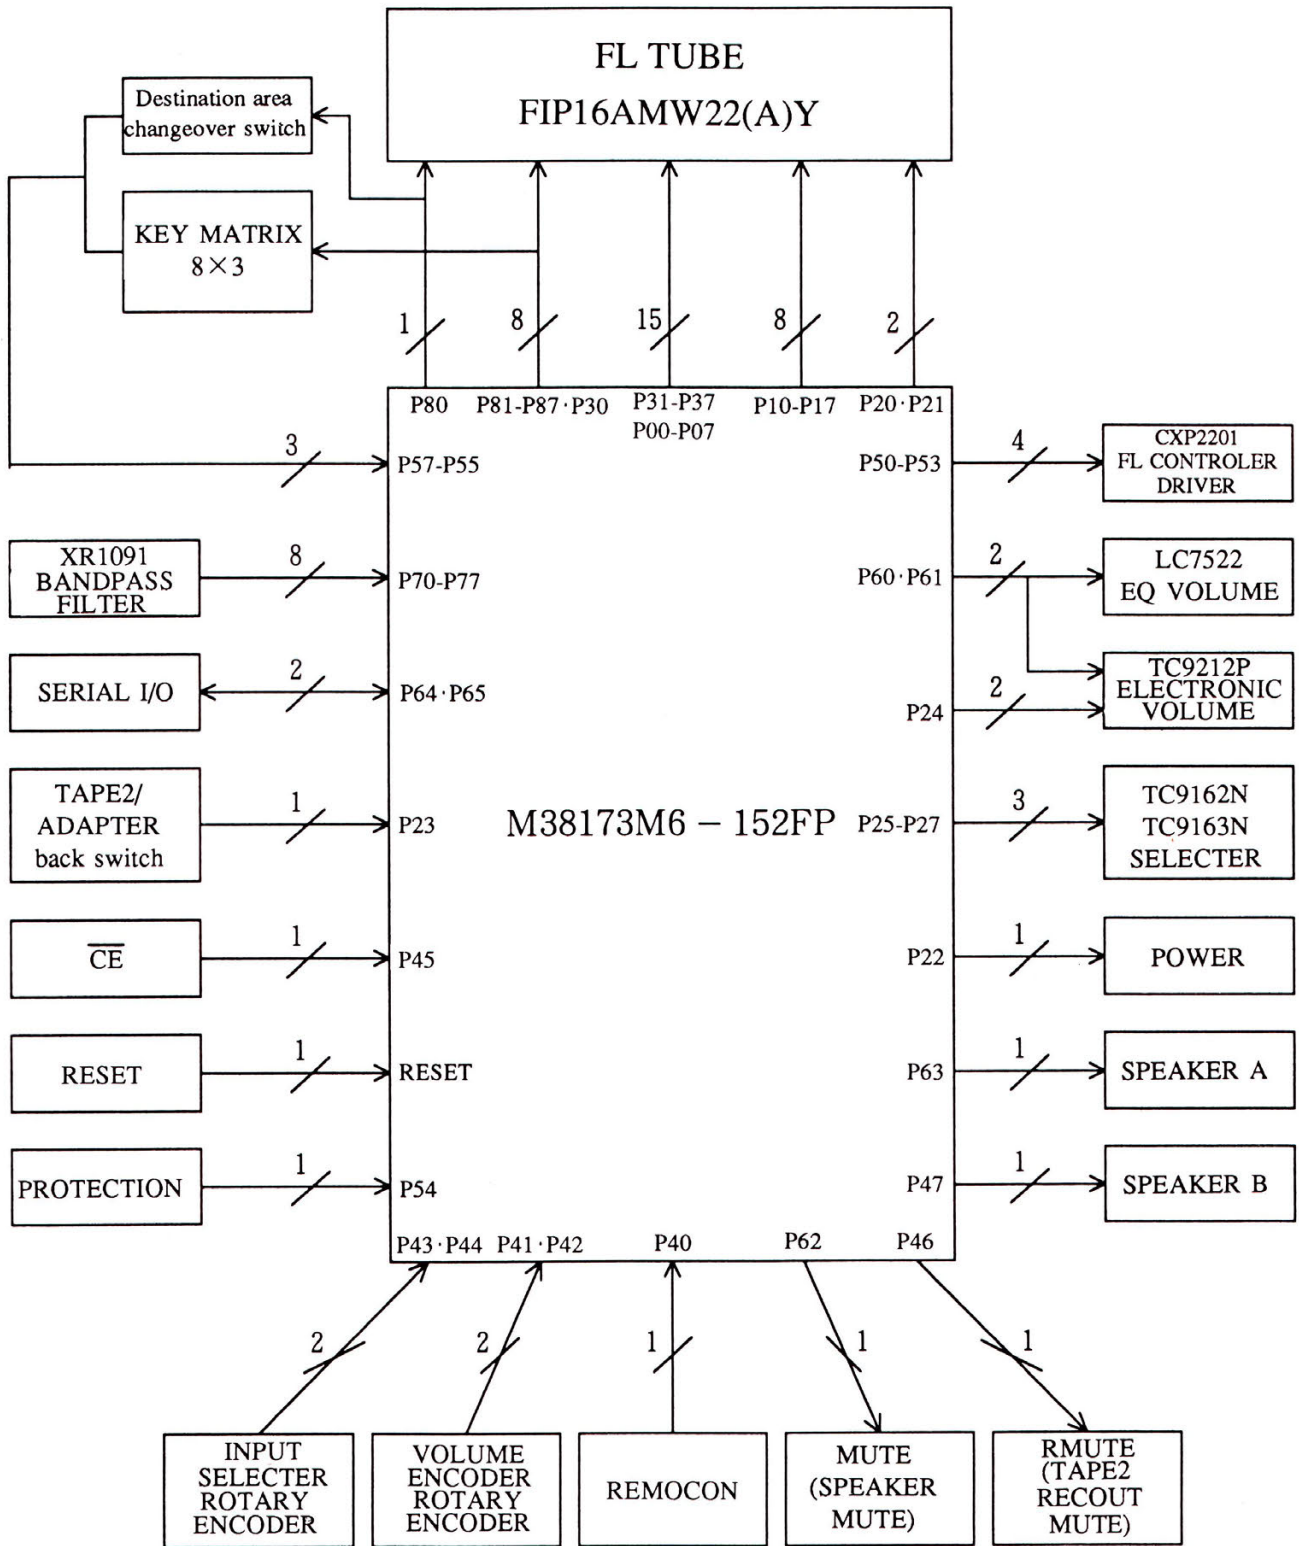 FL TUBE
FIP16AMW22(A)Y
Destination area
changeover switch
KEY MATRIX
8×3
1
8
15
8
2
P80
P81-P87·P30
P31-P37
P00-P07
P10-P17
P20·P21
3
P57-P55
P50-P53
4
CXP2201
FL CONTROLER
DRIVER
XR1091
BANDPASS
FILTER
8
P70-P77
P60·P61
2
LC7522
EQ VOLUME
SERIAL I/O
2
P64·P65
P24
2
TC9212P
ELECTRONIC
VOLUME
TAPE2/
ADAPTER
back switch
1
P23
M38173M6 – 152FP
P25-P27
3
TC9162N
TC9163N
SELECTER
CE
1
P45
P22
1
POWER
RESET
1
RESET
P63
1
SPEAKER A
PROTECTION
1
P54
P47
1
SPEAKER B
P43·P44
P41·P42
P40
P62
P46
2
2
1
1
1
INPUT
SELECTER
ROTARY
ENCODER
VOLUME
ENCODER
ROTARY
ENCODER
REMOCON
MUTE
(SPEAKER
MUTE)
RMUTE
(TAPE2
RECOUT
MUTE)